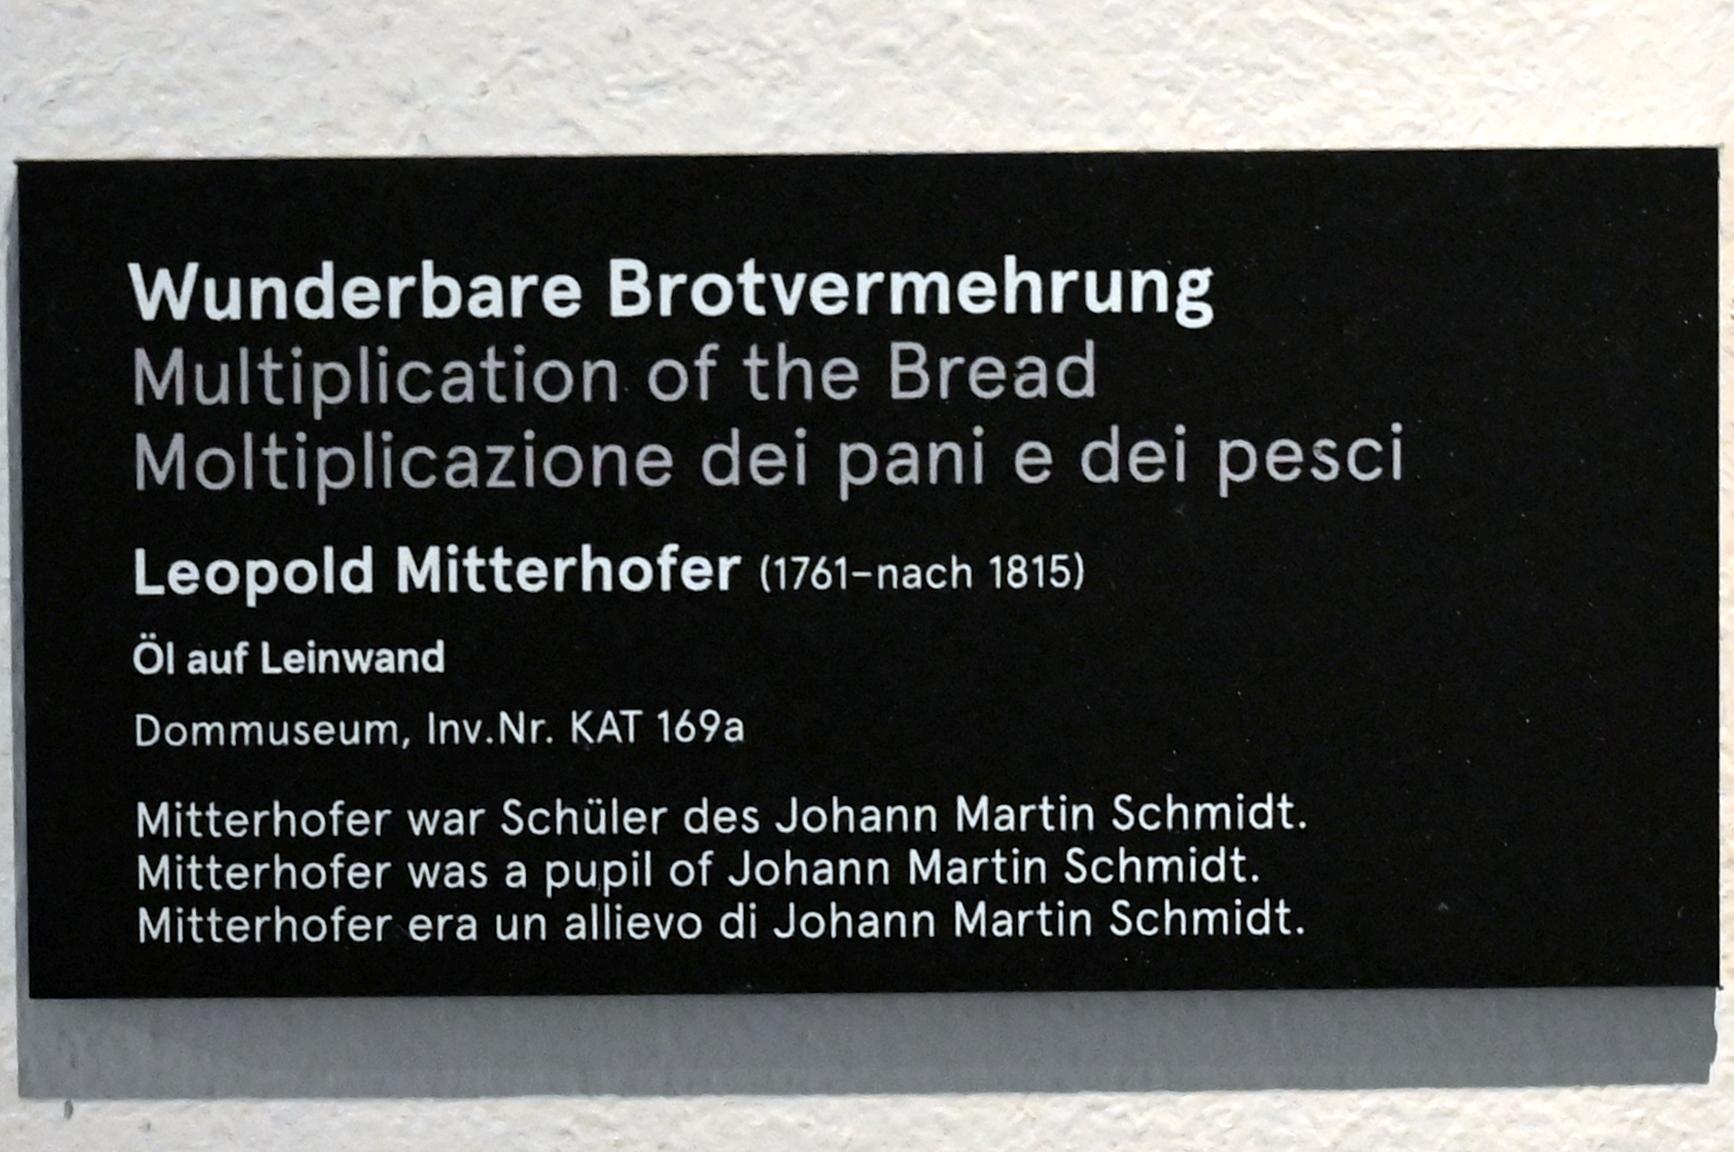 Wunderbare Brotvermehrung
Multiplication of the Bread
Moltiplicazione dei pani e dei pesci
Leopold Mitterhofer (1761–nach 1815)
Öl auf Leinwand
Dommuseum, Inv.Nr. KAT 169a
Mitterhofer war Schüler des Johann Martin Schmidt.
Mitterhofer was a pupil of Johann Martin Schmidt.
Mitterhofer era un allievo di Johann Martin Schmidt.